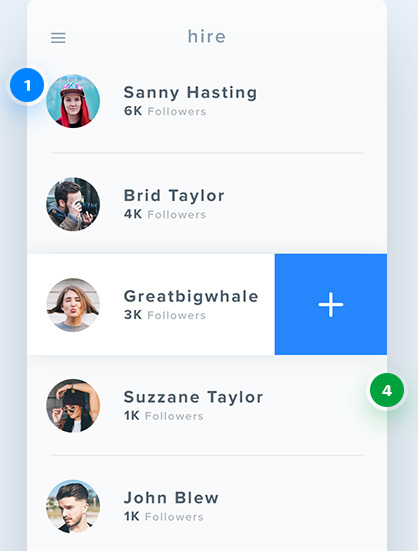 hire
1
Sanny Hasting
6K Followers
Brid Taylor
4K Followers
Greatbigwhale
3K Followers
Suzzane Taylor
1K Followers
4
John Blew
1K Followers